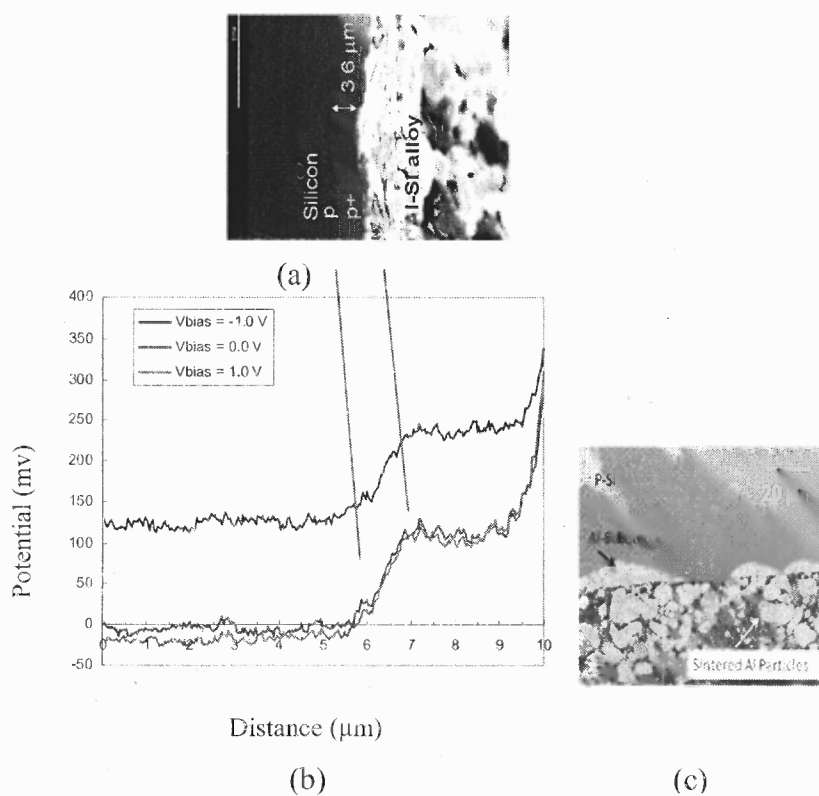 Silicon
p
p+
3.6 µm
Al-Si alloy
(a)
Potential (mv)
400
350
300
250
200
150
100
50
0
-50
Vbias = -1.0 V
Vbias = 0.0 V
Vbias = 1.0 V
0 1 2 3 4 5 6 7 8 9 10
Distance (µm)
(b)
P-Si
Al-Si
Sintered Al Particles
(c)